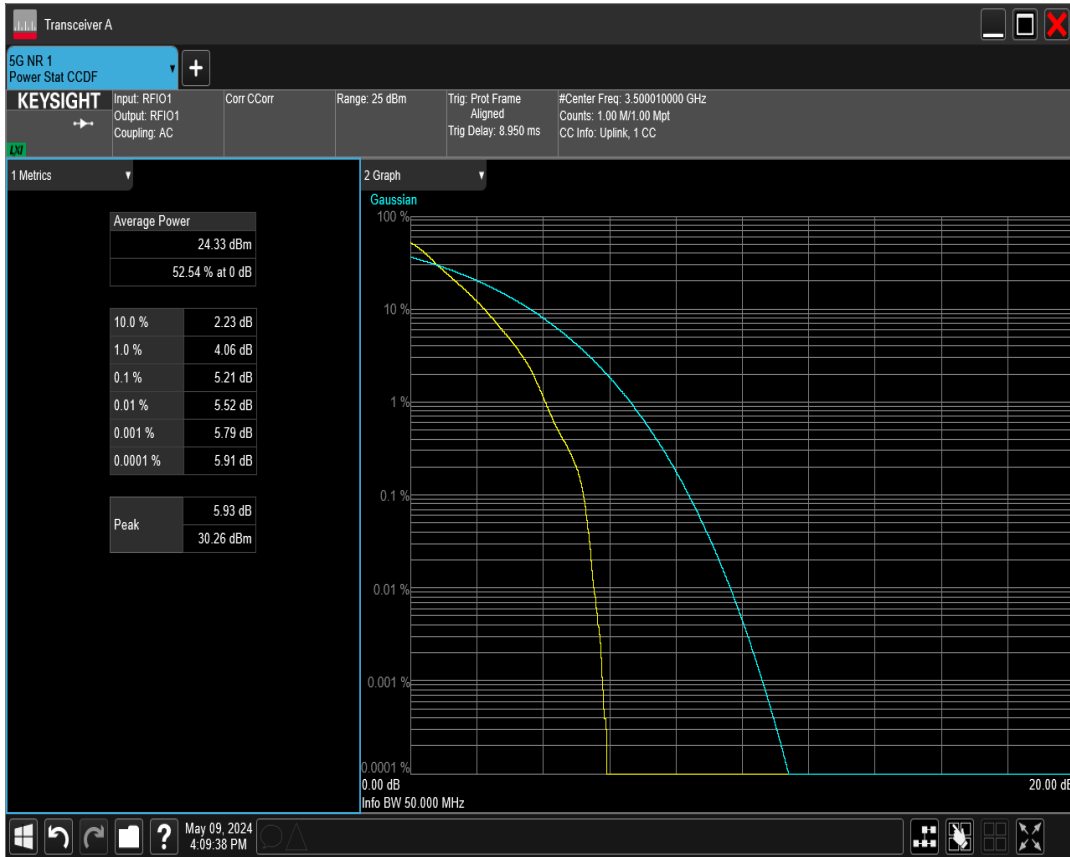 Transceiver A
5G NR 1
Power Stat CCDF
+
KEYSIGHT
LXI
Input: RFIO1
Output: RFIO1
Coupling: AC
Corr CCorr
Range: 25 dBm
Trig: Prot Frame
Aligned
Trig Delay: 8.950 ms
#Center Freq: 3.500010000 GHz
Counts: 1.00 M/1.00 Mpt
CC Info: Uplink, 1 CC
1 Metrics
Average Power
24.33 dBm
52.54 % at 0 dB
10.0 % 2.23 dB
1.0 % 4.06 dB
0.1 % 5.21 dB
0.01 % 5.52 dB
0.001 % 5.79 dB
0.0001 % 5.91 dB
Peak
5.93 dB
30.26 dBm
2 Graph
Gaussian
100 %
10 %
1 %
0.1 %
0.01 %
0.001 %
0.0001 %
0.00 dB 20.00 dB
Info BW 50.000 MHz
?
May 09, 2024
4:09:38 PM